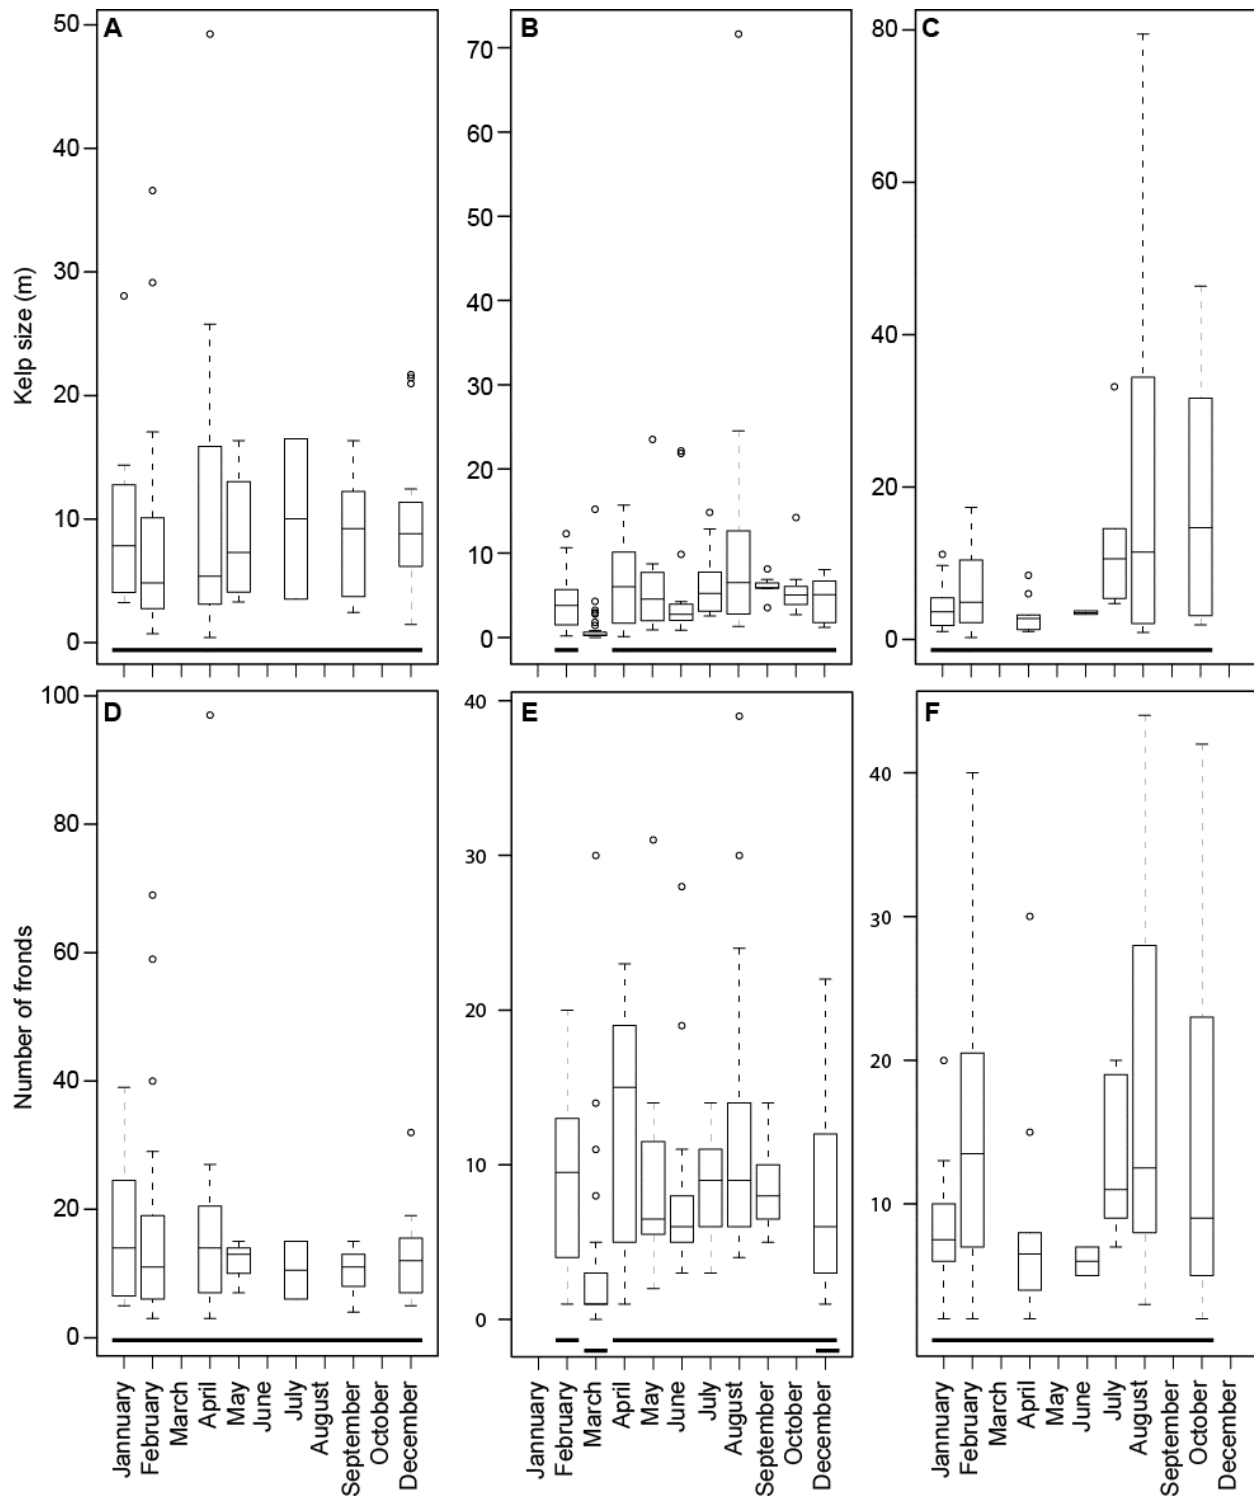 A
B
C
50
40
30
20
10
0
70
60
50
40
30
20
10
0
80
60
40
20
0
Kelp size (m)
D
E
F
100
80
60
40
20
0
40
30
20
10
0
40
30
20
10
Number of fronds
Jannuary
February
March
April
May
June
July
August
September
October
December
Jannuary
February
March
April
May
June
July
August
September
October
December
Jannuary
February
March
April
May
June
July
August
September
October
December